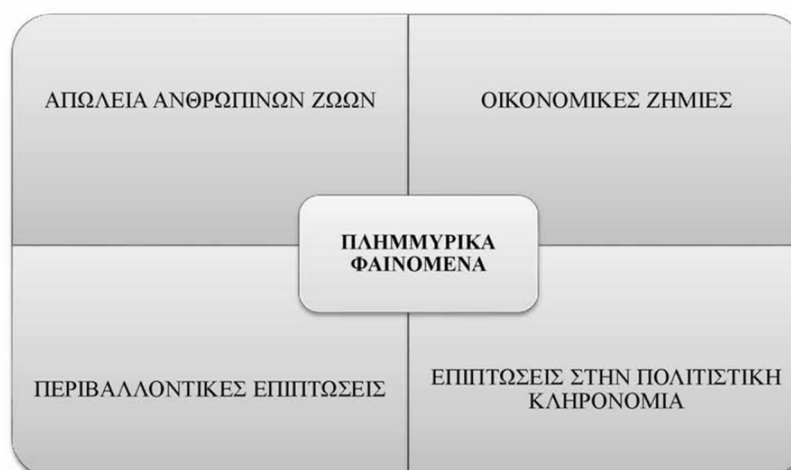 ΑΠΩΛΕΙΑ ΑΝΘΡΩΠΙΝΩΝ ΖΩΩΝ
ΟΙΚΟΝΟΜΙΚΕΣ ΖΗΜΙΕΣ
ΠΛΗΜΜΥΡΙΚΑ
ΦΑΙΝΟΜΕΝΑ
ΠΕΡΙΒΑΛΛΟΝΤΙΚΕΣ ΕΠΙΠΤΩΣΕΙΣ
ΕΠΙΠΤΩΣΕΙΣ ΣΤΗΝ ΠΟΛΙΤΙΣΤΙΚΗ
ΚΛΗΡΟΝΟΜΙΑ